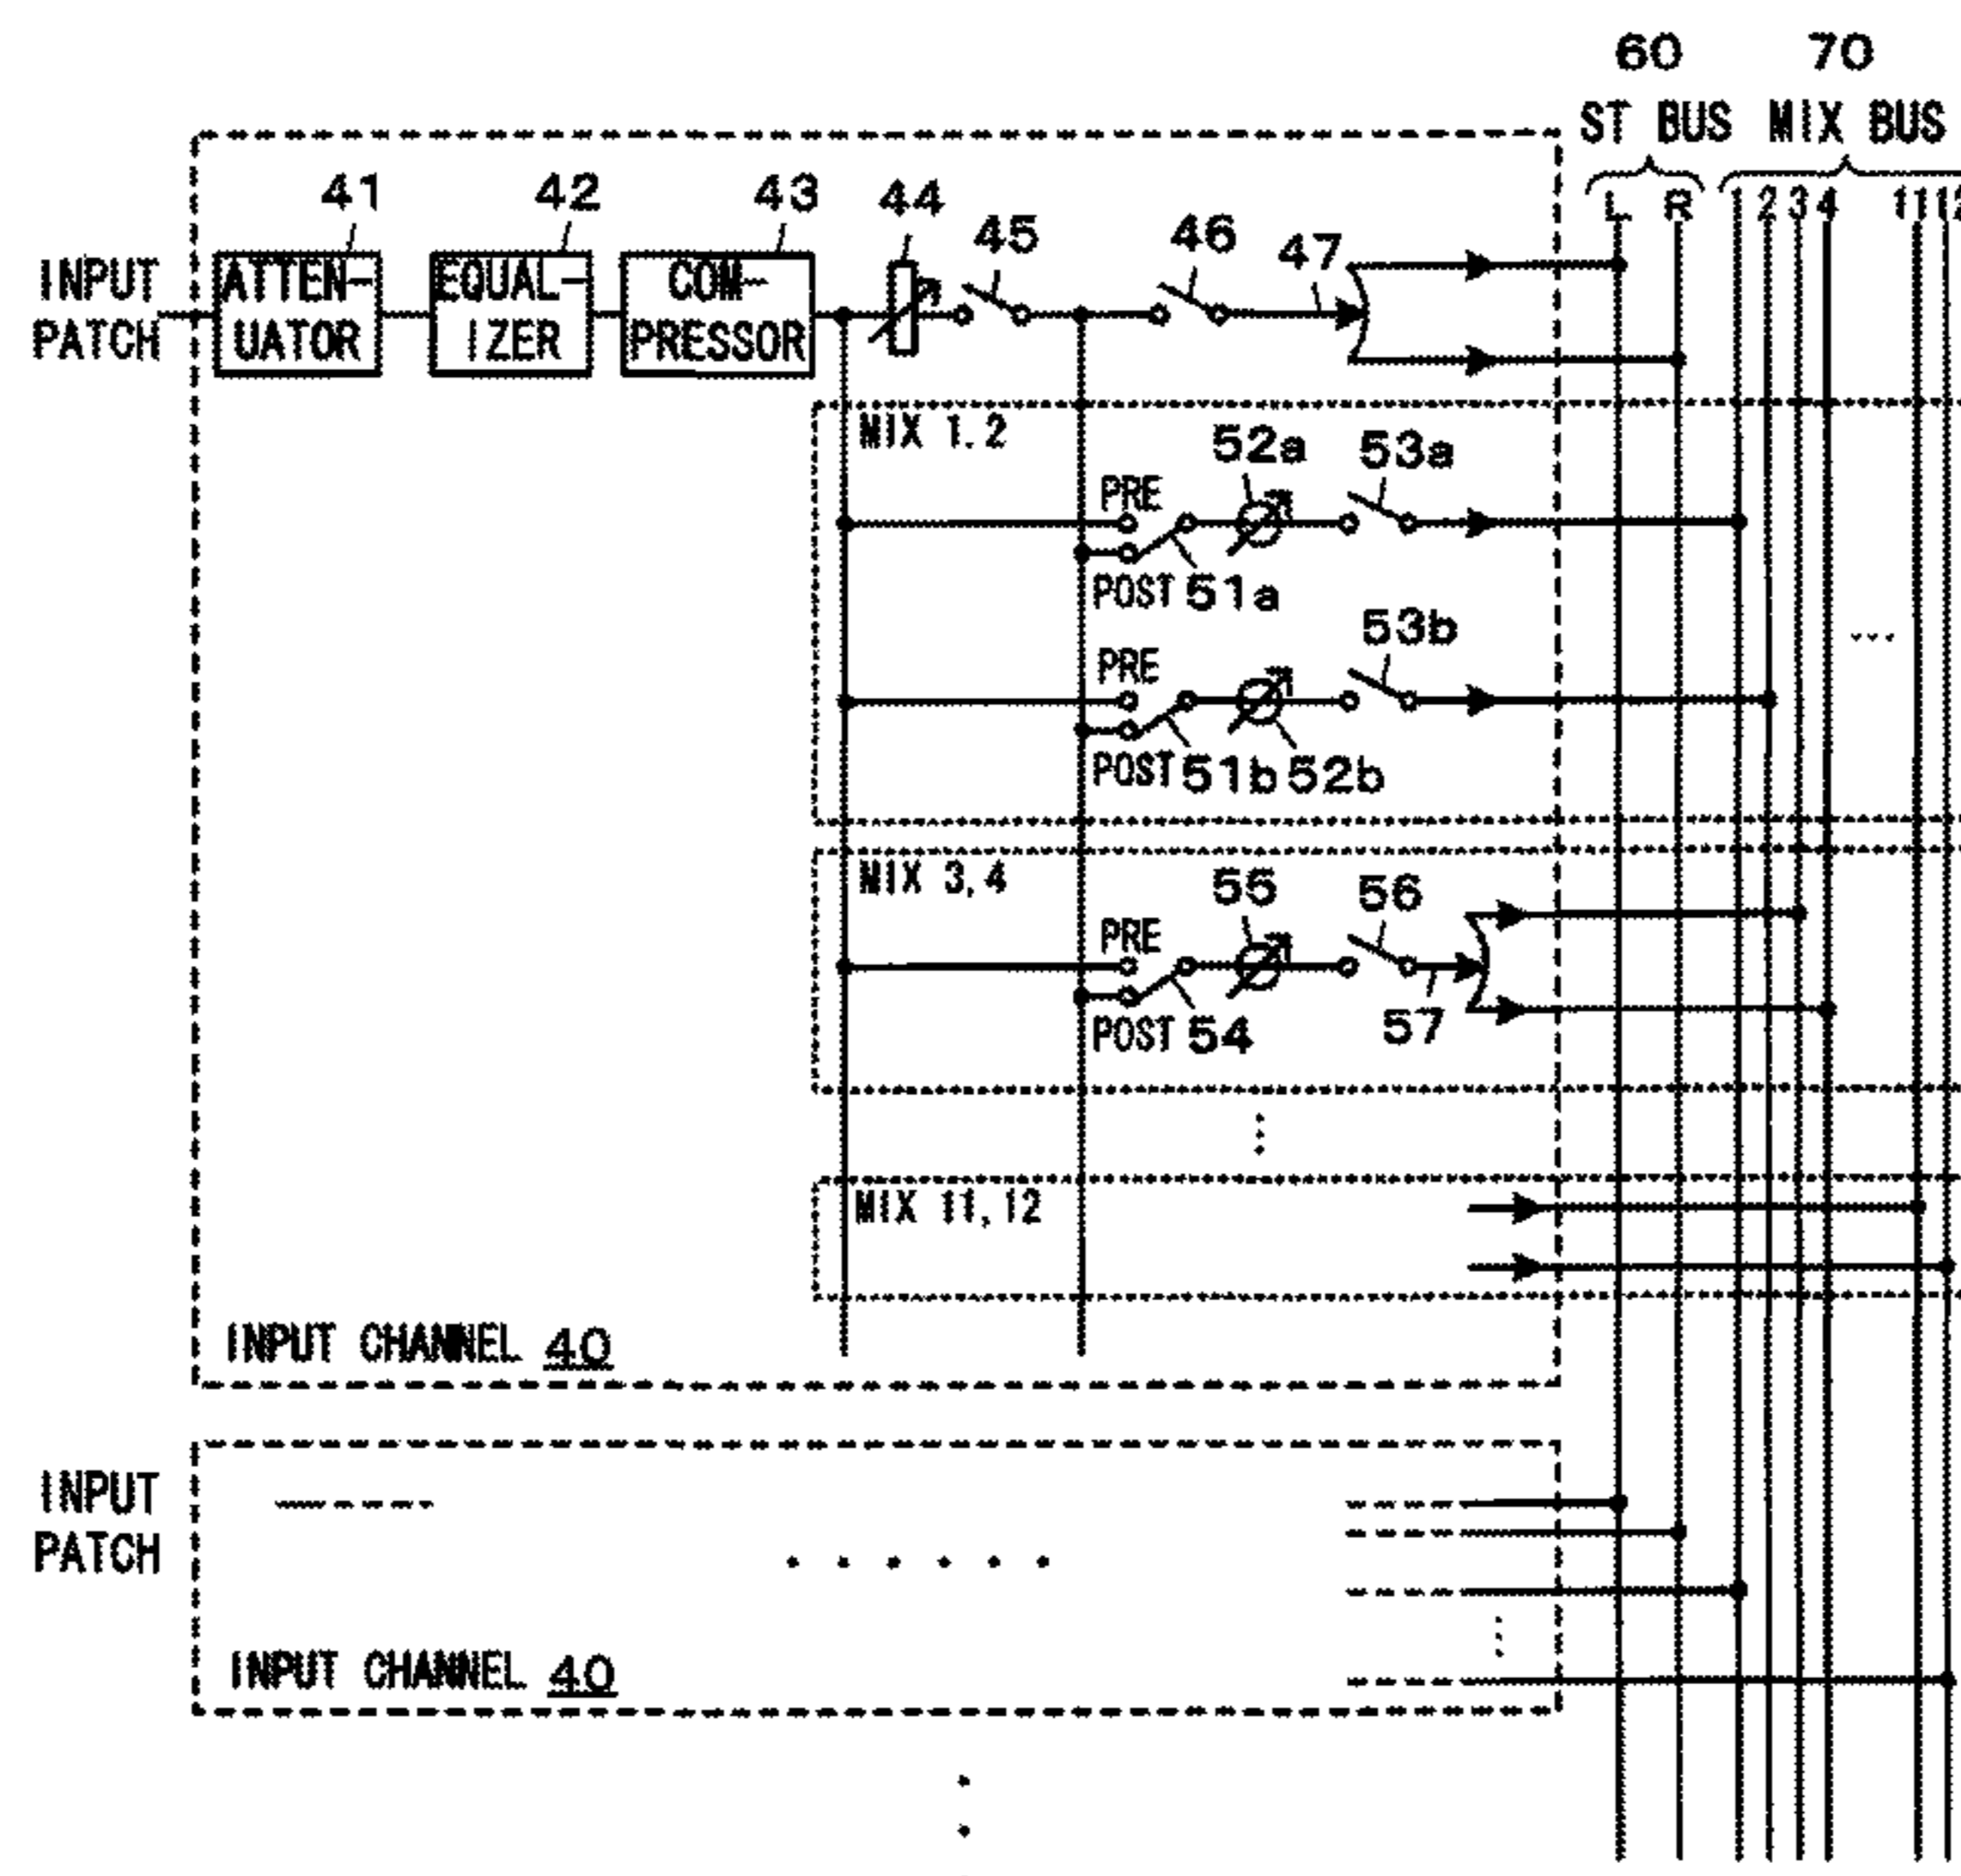 60 70
ST BUS MIX BUS
L R 1 2 3 4 11 12
41 42 43 44 45 46 47
INPUT PATCH
ATTEN-
UATOR
EQUAL-
IZER
COM-
PRESSOR
MIX 1,2
52a 53a
PRE
POST 51a
53b
PRE
POST 51b 52b
...
MIX 3,4
55 56
PRE
POST 54 57
MIX 11,12
INPUT CHANNEL 40
INPUT
PATCH
INPUT CHANNEL 40